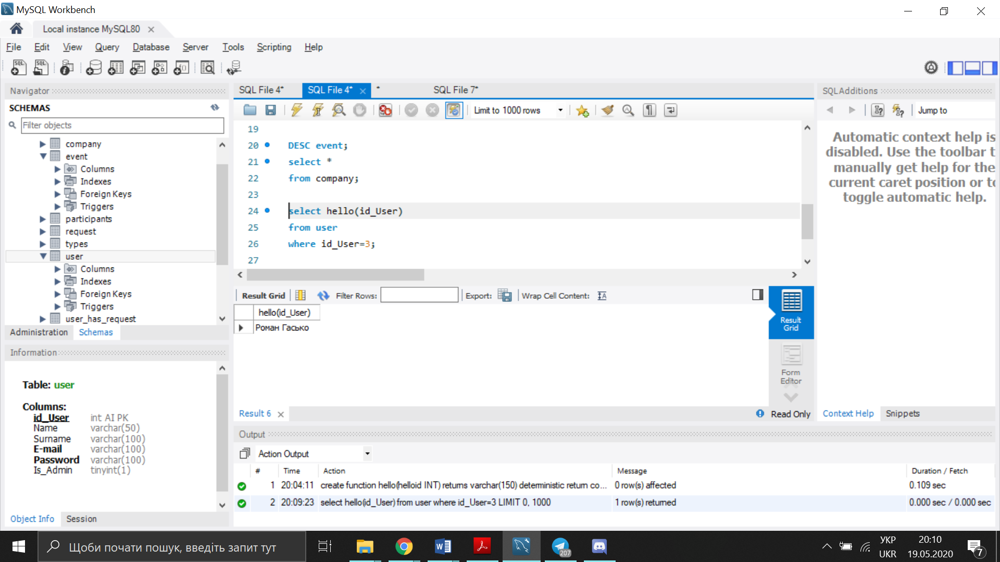 MySQL Workbench
Local instance MySQL80
File Edit View Query Database Server Tools Scripting Help
Navigator
SCHEMAS
Filter objects
company
event
Columns
Indexes
Foreign Keys
Triggers
participants
request
types
user
Columns
Indexes
Foreign Keys
Triggers
user_has_request
Administration Schemas
Information
Table: user
Columns:
id_User int AI PK
Name varchar(50)
Surname varchar(100)
E-mail varchar(100)
Password varchar(100)
Is_Admin tinyint(1)
Object Info Session
SQL File 4* SQL File 4* * SQL File 7*
Limit to 1000 rows
19
20 DESC event;
21 select *
22 from company;
23
24 select hello(id_User)
25 from user
26 where id_User=3;
27
Result Grid Filter Rows: Export: Wrap Cell Content:
hello(id_User)
Роман Гасько
Result Grid
Form Editor
Result 6 Read Only
SQLAdditions
Jump to
Automatic context help is
disabled. Use the toolbar t
manually get help for the
current caret position or to
toggle automatic help.
Context Help Snippets
Output
Action Output
# Time Action Message Duration / Fetch
1 20:04:11 create function hello(helloid INT) returns varchar(150) deterministic return co... 0 row(s) affected 0.109 sec
2 20:09:23 select hello(id_User) from user where id_User=3 LIMIT 0, 1000 1 row(s) returned 0.000 sec / 0.000 sec
Щоби почати пошук, введіть запит тут
207
УКР
UKR
20:10
19.05.2020
7